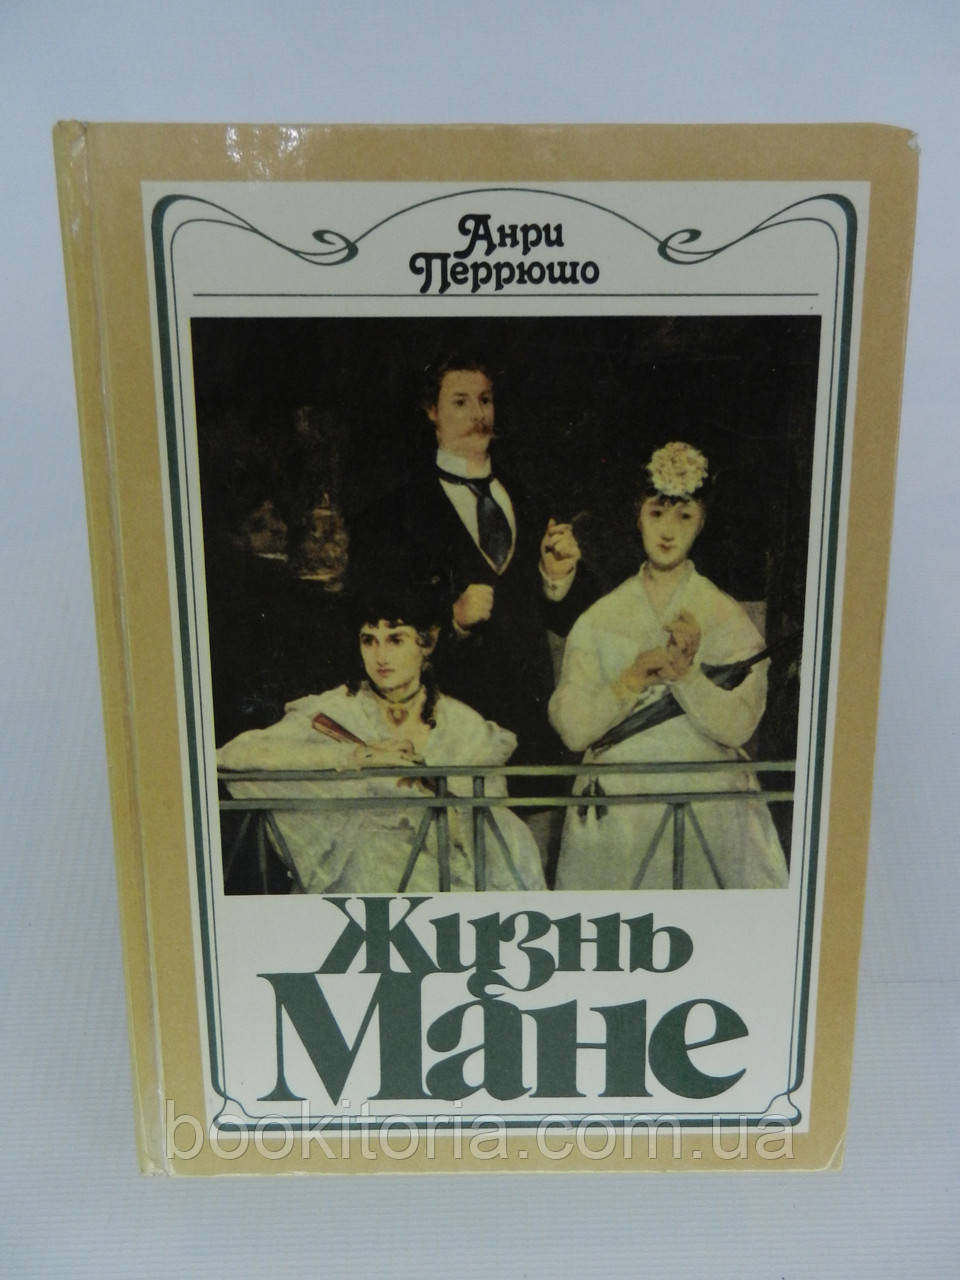 Анри
Перрюшо
Жизнь
Мане
bookitoria.com.ua